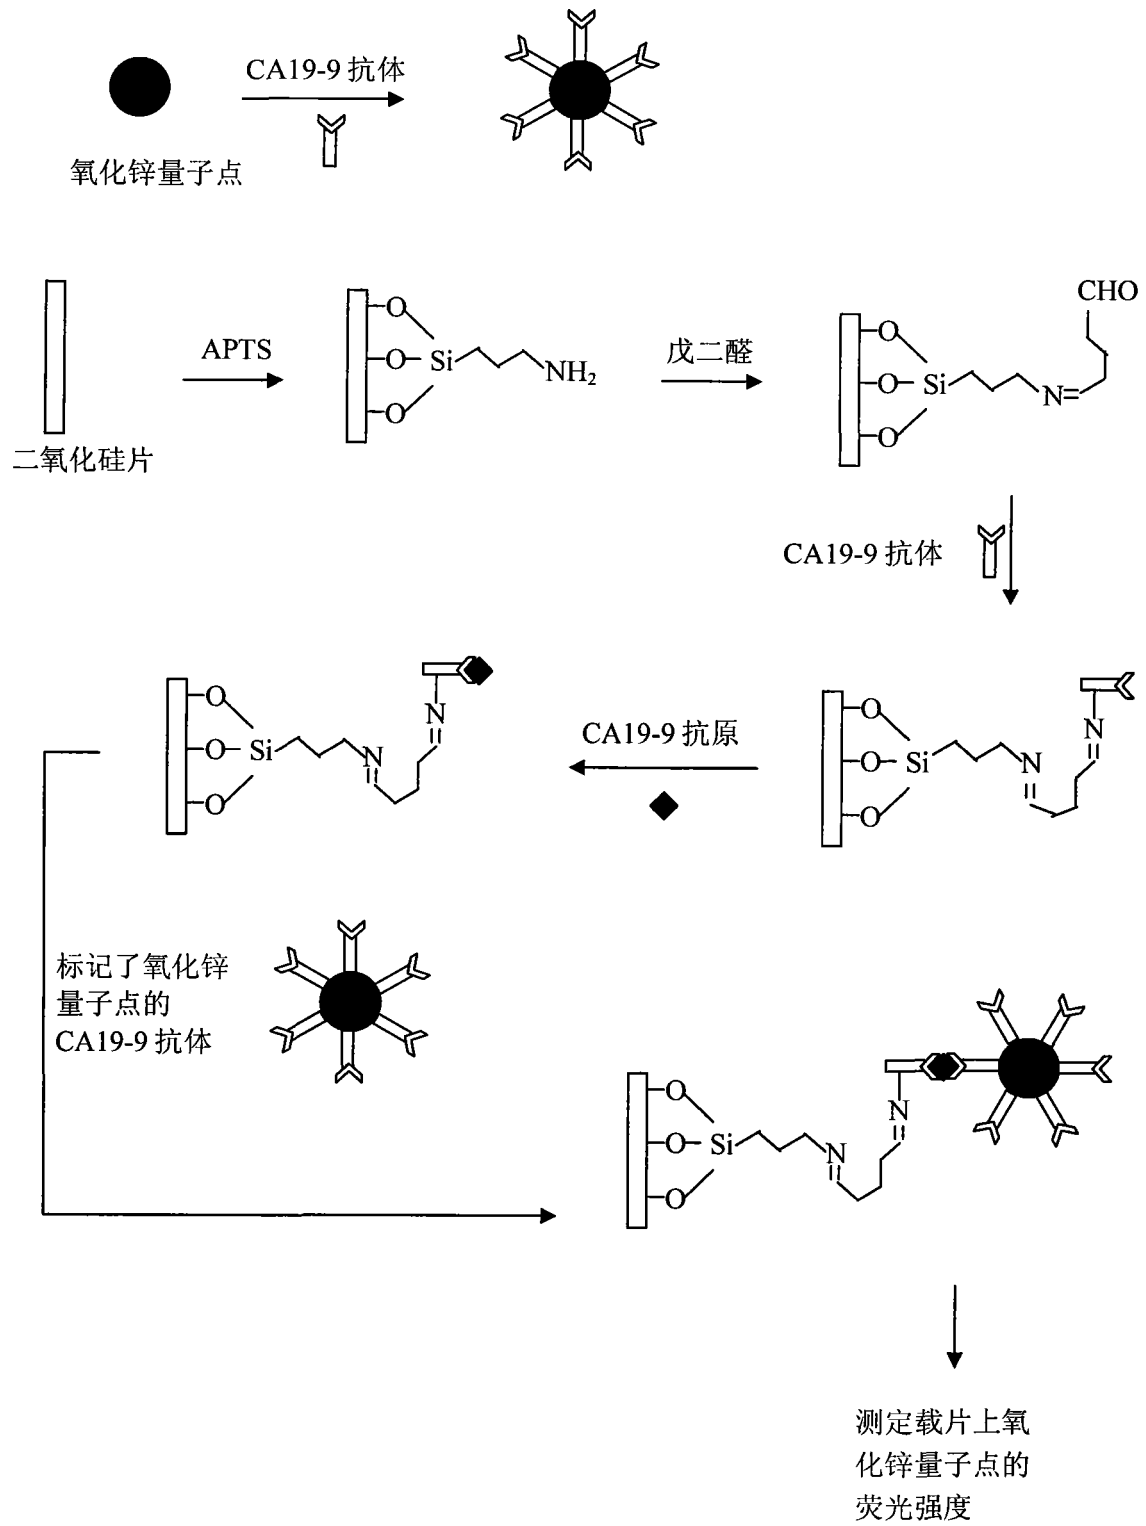 CA19-9 抗体
氧化锌量子点
APTS
二氧化硅片
O
O
O
Si
NH₂
戊二醛
CHO
O
O
O
Si
N
CA19-9 抗体
O
O
O
Si
N
N
CA19-9 抗原
O
O
O
Si
N
N
标记了氧化锌
量子点的
CA19-9 抗体
O
O
O
Si
N
N
测定载片上氧
化锌量子点的
荧光强度